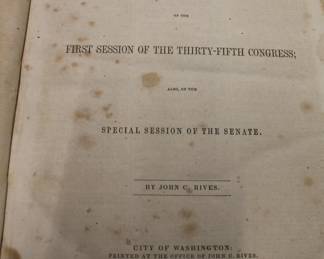 OF THE
FIRST SESSION OF THE THIRTY-FIFTH CONGRESS;
ALSO, OF THE
SPECIAL SESSION OF THE SENATE.
BY JOHN C. RIVES.
CITY OF WASHINGTON:
PRINTED AT THE OFFICE OF JOHN C. RIVES.